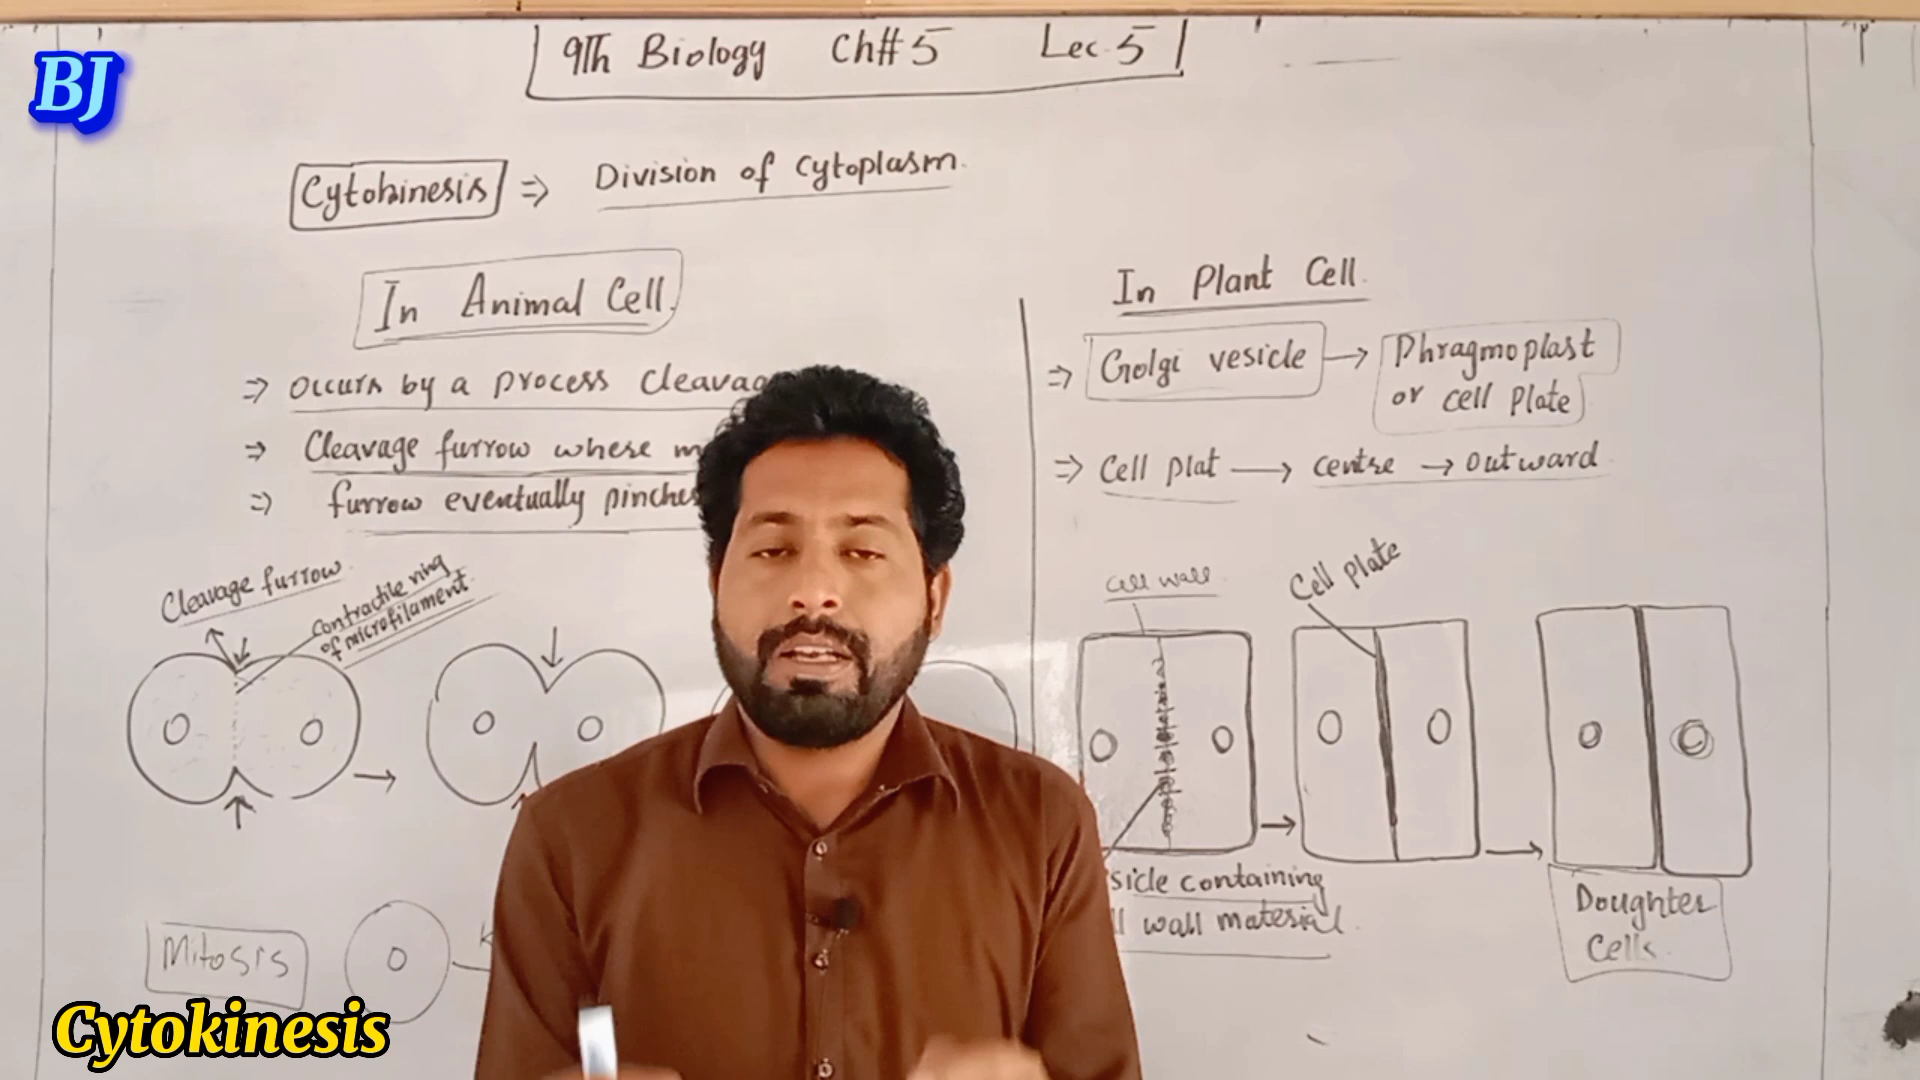 BJ
9Th Biology Ch#5 Lec. 5
Cytokinesis ⇒ Division of Cytoplasm.
In Animal Cell.
⇒ Occurs by a process
⇒ Cleavage furrow where
⇒ furrow eventually
Cleavage furrow
contractile ring
of microfilament
In Plant Cell.
⇒ Golgi vesicle → Phragmoplast
or cell Plate
⇒ Cell plat → centre → outward
cell wall
Cell plate
containing
wall material.
Doughter
Cells.
Mitosis
Cytokinesis